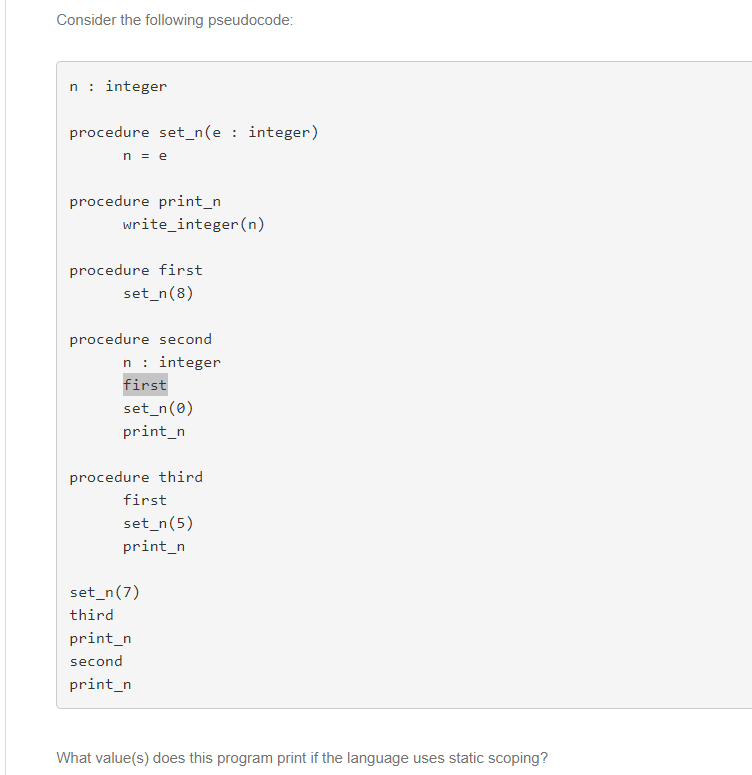 Consider the following pseudocode:
n : integer
procedure set_n(e : integer)
n = e
procedure print_n
write_integer(n)
procedure first
set_n(8)
procedure second
n : integer
first
set_n(0)
print_n
procedure third
first
set_n(5)
print_n
set_n(7)
third
print_n
second
print_n
What value(s) does this program print if the language uses static scoping?